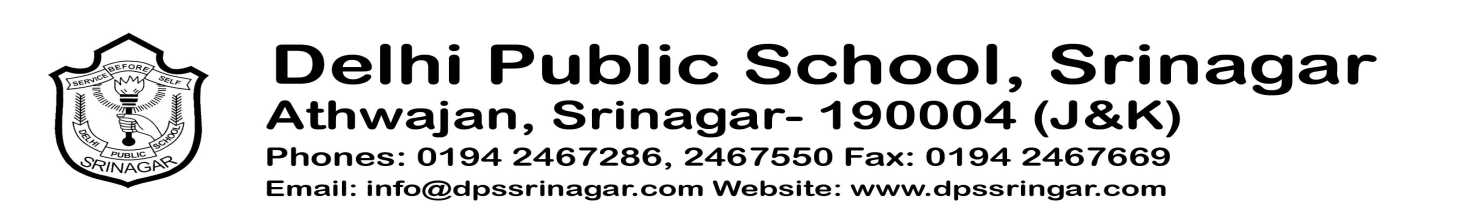 SERVICE BEFORE SELF
DELHI PUBLIC SCHOOL
SRINAGAR
Delhi Public School, Srinagar
Athwajan, Srinagar- 190004 (J&K)
Phones: 0194 2467286, 2467550 Fax: 0194 2467669
Email: info@dpssrinagar.com Website: www.dpssringar.com